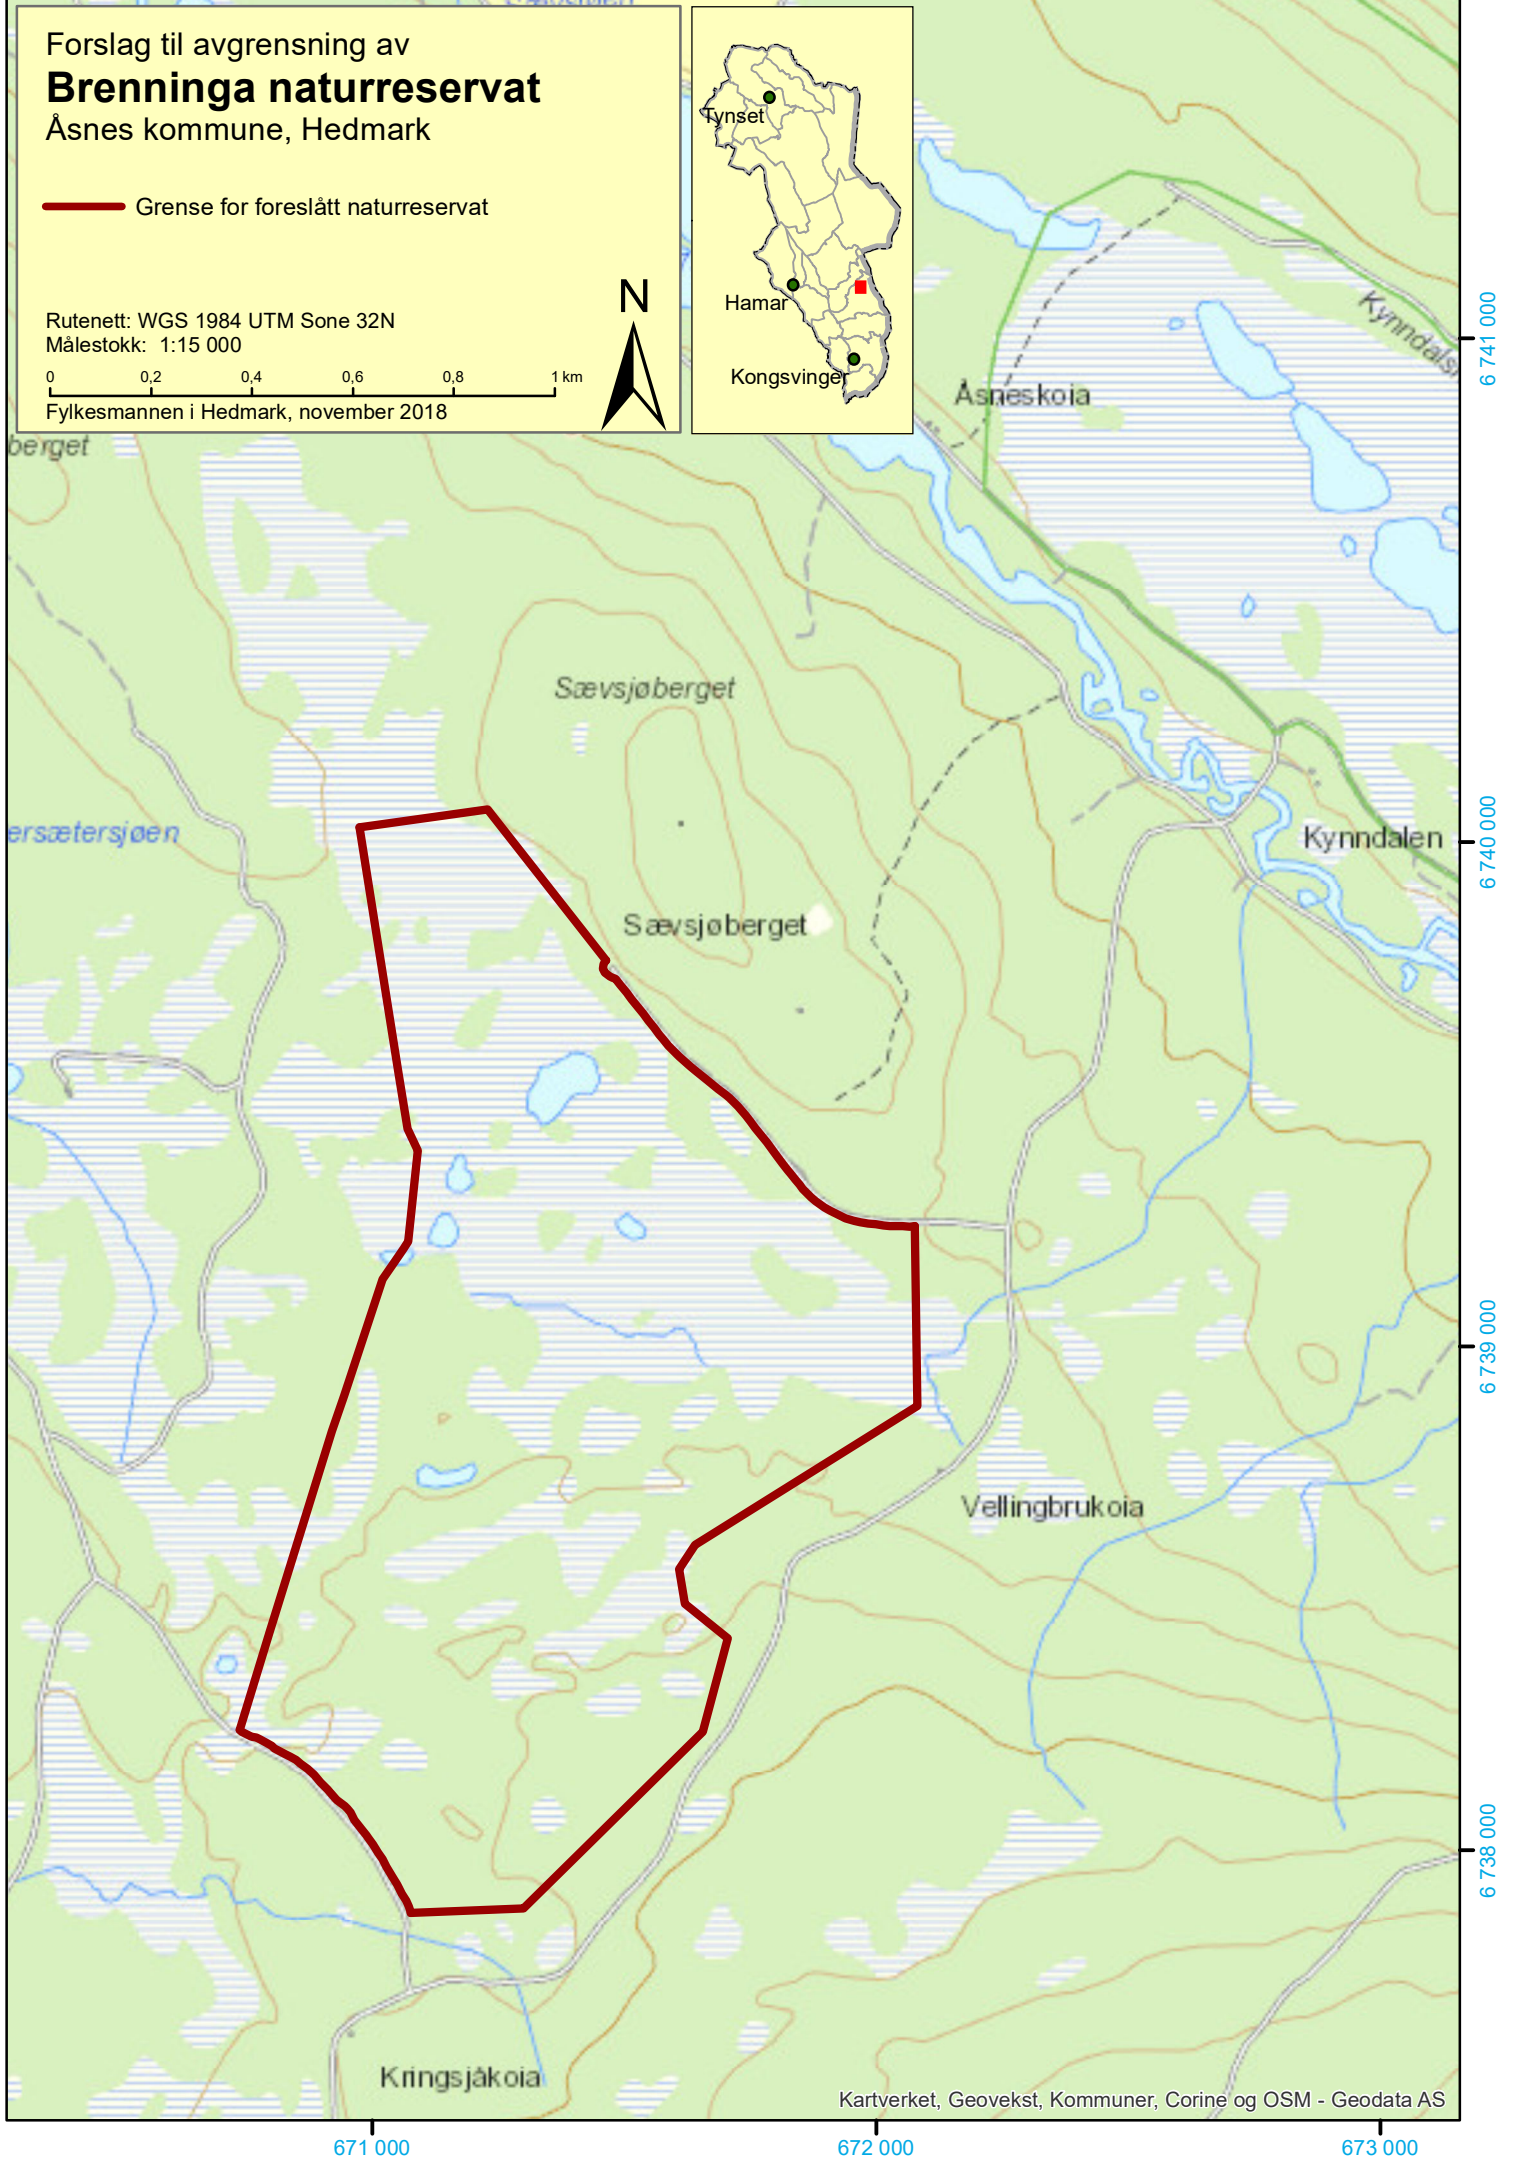 Forslag til avgrensning av
Brenninga naturreservat
Åsnes kommune, Hedmark
Grense for foreslått naturreservat
N
Rutenett: WGS 1984 UTM Sone 32N
Målestokk: 1:15 000
0 0,2 0,4 0,6 0,8 1 km
Fylkesmannen i Hedmark, november 2018
Tynset
Hamar
Kongsvinger
berget
Åsneskoia
Kynndalsv
6 741 000
Sævsjøberget
ersætersjøen
Kynndalen
6 740 000
Sævsjøberget
6 739 000
Vellingbrukoia
6 738 000
Kringsjåkoia
Kartverket, Geovekst, Kommuner, Corine og OSM - Geodata AS
671 000
672 000
673 000